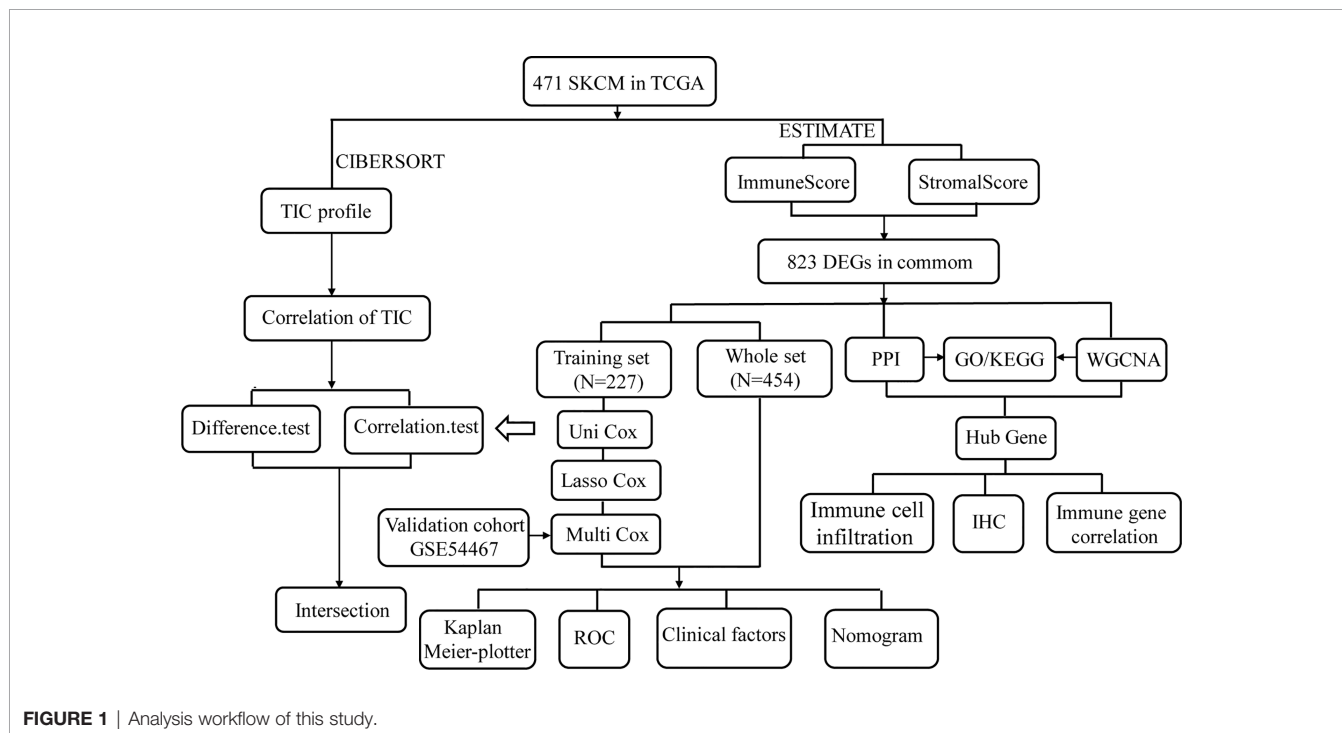 471 SKCM in TCGA
CIBERSORT
ESTIMATE
ImmuneScore
StromalScore
TIC profile
823 DEGs in commom
Correlation of TIC
Training set
(N=227)
Whole set
(N=454)
PPI
GO/KEGG
WGCNA
Difference.test
Correlation.test
Uni Cox
Hub Gene
Lasso Cox
Immune cell
infiltration
IHC
Immune gene
correlation
Validation cohort
GSE54467
Multi Cox
Intersection
Kaplan
Meier-plotter
ROC
Clinical factors
Nomogram
FIGURE 1 | Analysis workflow of this study.